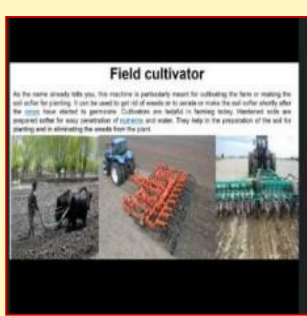 Field cultivator
As the name already tells you, this machine is particularly meant for cultivating the farm or making the
soil softer for planting. It can be used to get rid of weeds or to aerate or make the soil softer shortly after
the crops have started to germinate. Cultivators are helpful in farming today. Hardened soils are
prepared softer for easy penetration of nutrients and water. They help in the preparation of the soil for
planting and in eliminating the weeds from the plant.